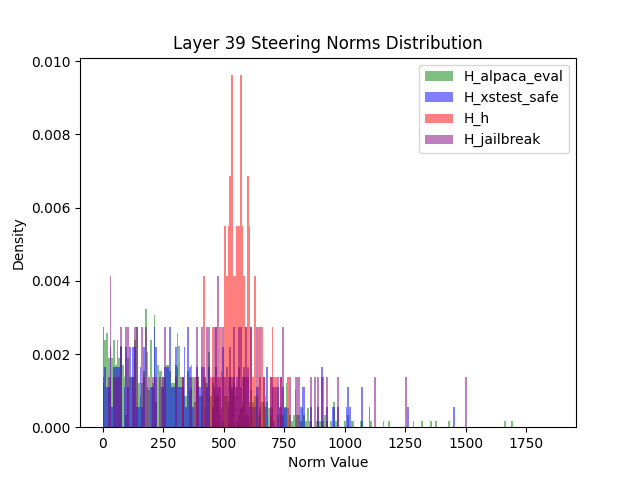 Layer 39 Steering Norms Distribution
H_alpaca_eval
H_xstest_safe
H_h
H_jailbreak
0.010
0.008
0.006
0.004
0.002
0.000
Density
0 250 500 750 1000 1250 1500 1750
Norm Value